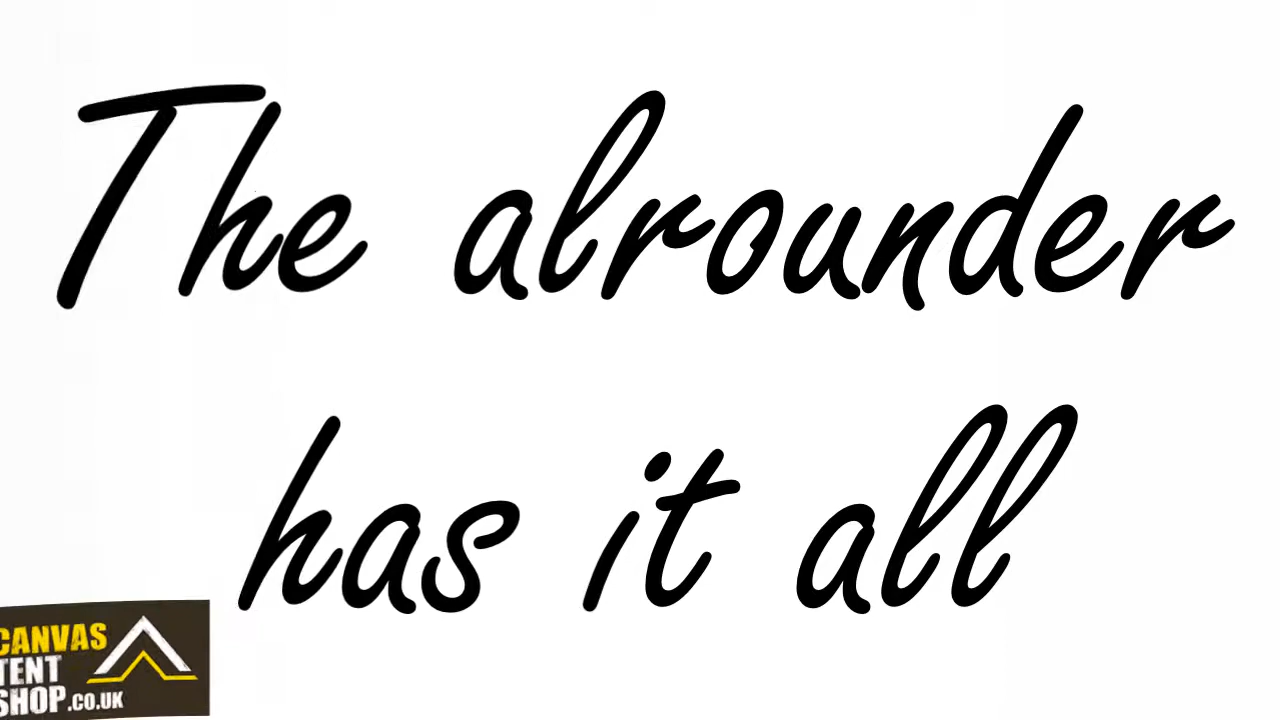 The alrounder
has it all
CANVAS
TENT
SHOP.CO.UK